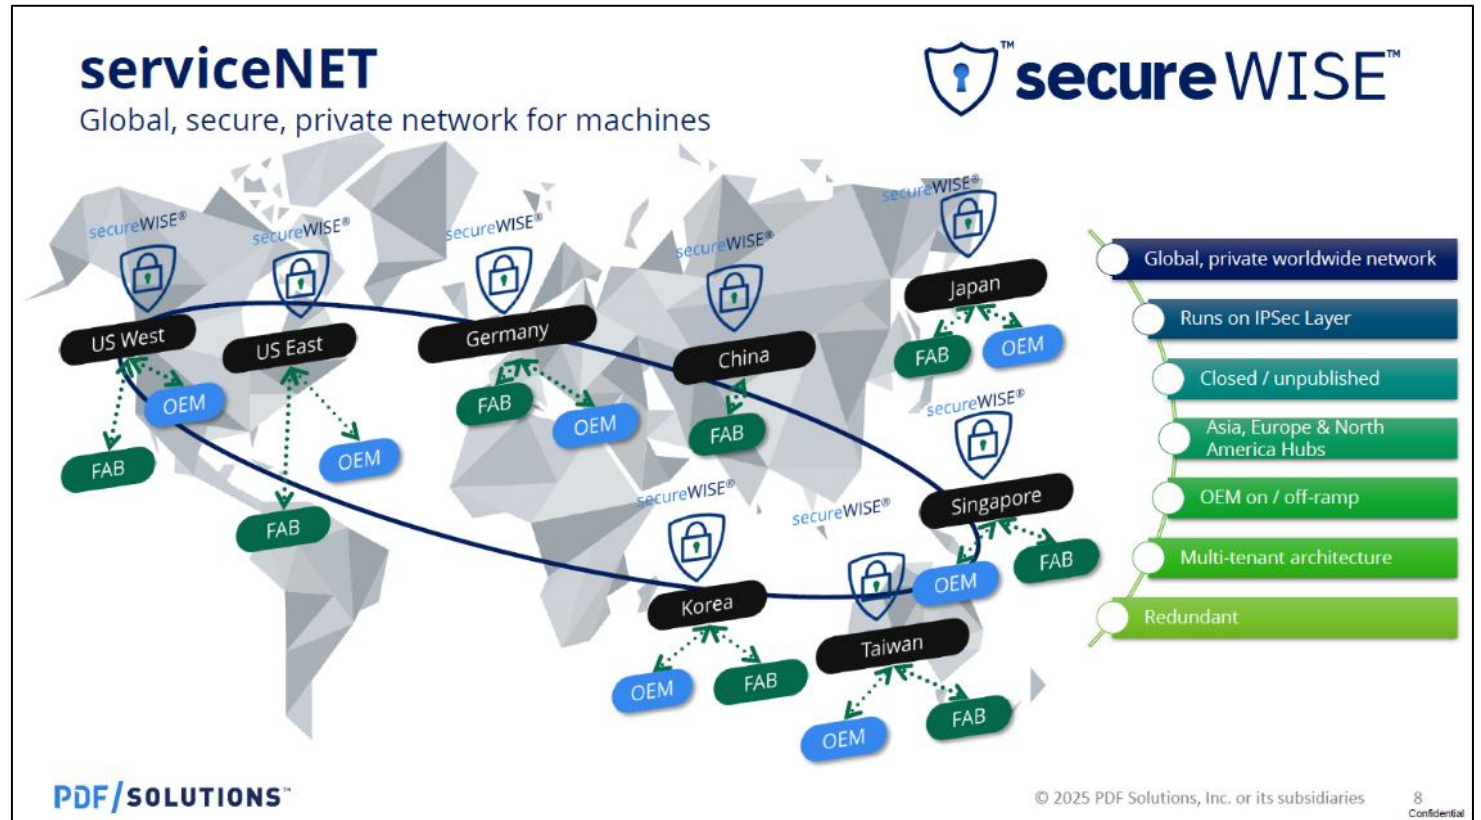 serviceNET
Global, secure, private network for machines
™ secureWISE™
secureWISE®
US West
OEM
FAB
secureWISE®
US East
OEM
FAB
secureWISE®
Germany
FAB
OEM
secureWISE®
China
FAB
secureWISE®
Japan
FAB
OEM
secureWISE®
Singapore
OEM
FAB
secureWISE®
Korea
OEM
FAB
secureWISE®
Taiwan
OEM
FAB
Global, private worldwide network
Runs on IPSec Layer
Closed / unpublished
Asia, Europe & North
America Hubs
OEM on / off-ramp
Multi-tenant architecture
Redundant
PDF/SOLUTIONS™
© 2025 PDF Solutions, Inc. or its subsidiaries
8
Confidential